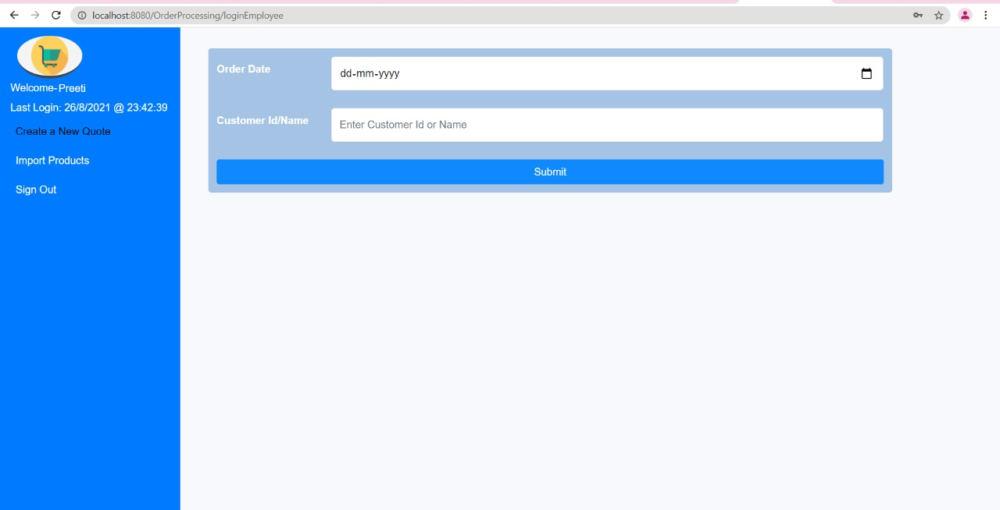 localhost:8080/OrderProcessing/loginEmployee
Welcome-Preeti
Last Login: 26/8/2021 @ 23:42:39
Create a New Quote
Import Products
Sign Out
Order Date
dd-mm-yyyy
Customer Id/Name
Enter Customer Id or Name
Submit